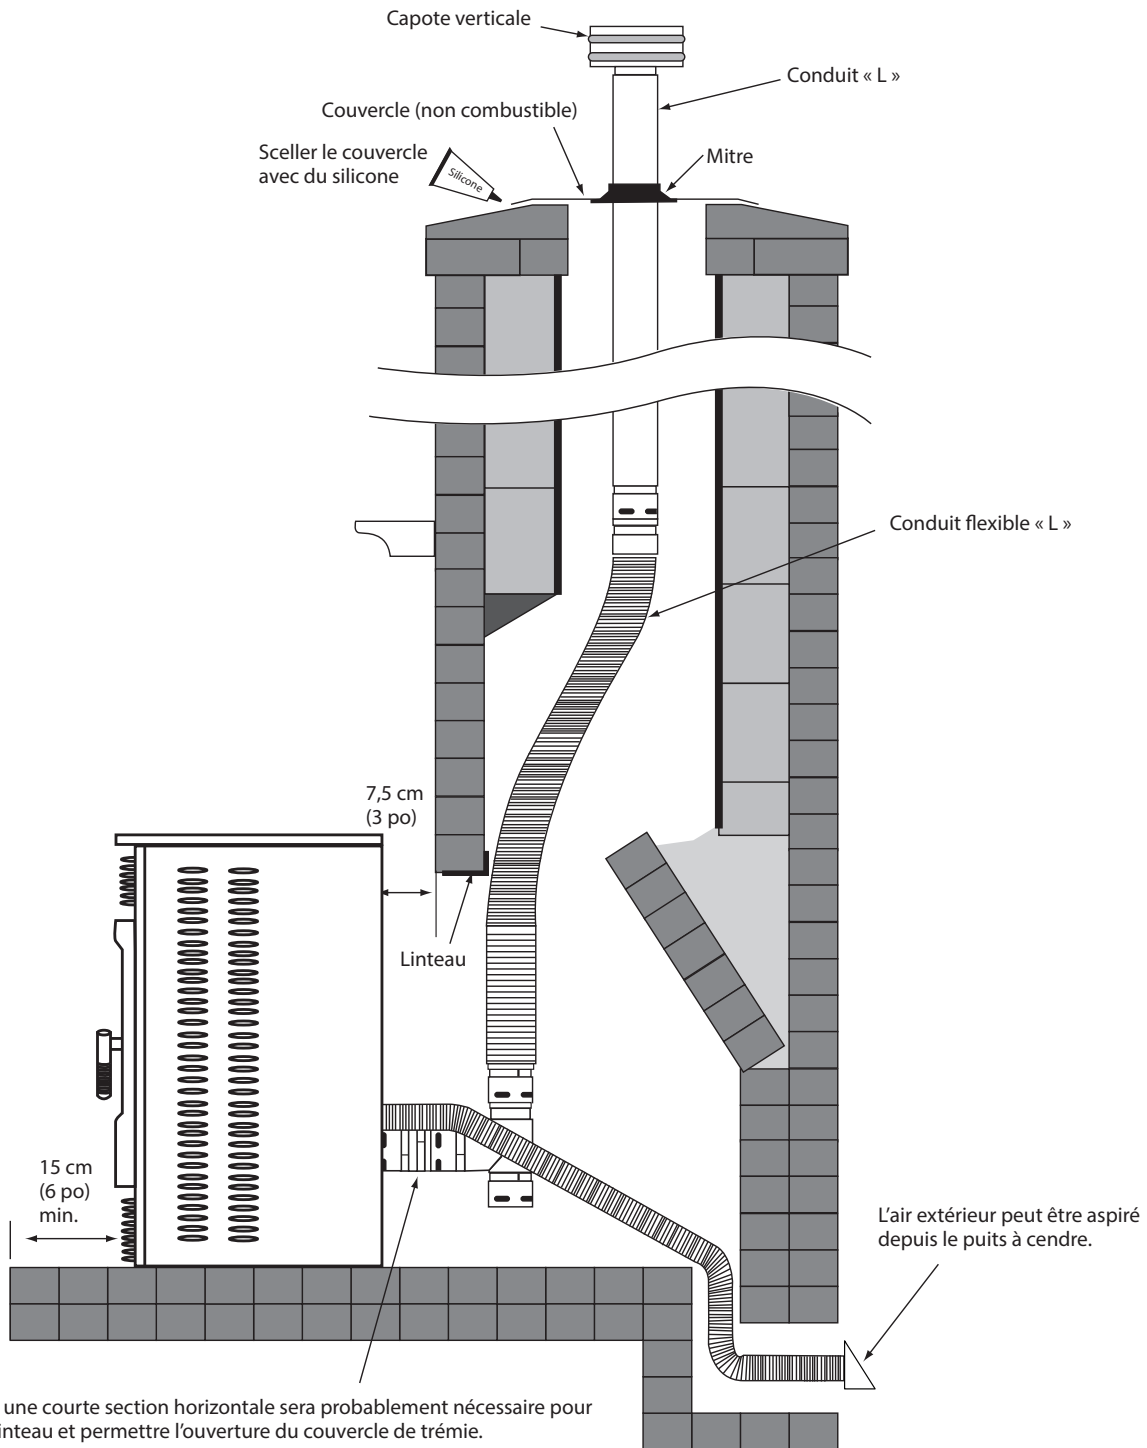 Capote verticale
Conduit « L »
Couvercle (non combustible)
Sceller le couvercle
avec du silicone
Silicone
Mitre
Conduit flexible « L »
7,5 cm
(3 po)
Linteau
15 cm
(6 po)
min.
L’air extérieur peut être aspiré
depuis le puits à cendre.
une courte section horizontale sera probablement nécessaire pour
et permettre l’ouverture du couvercle de trémie.